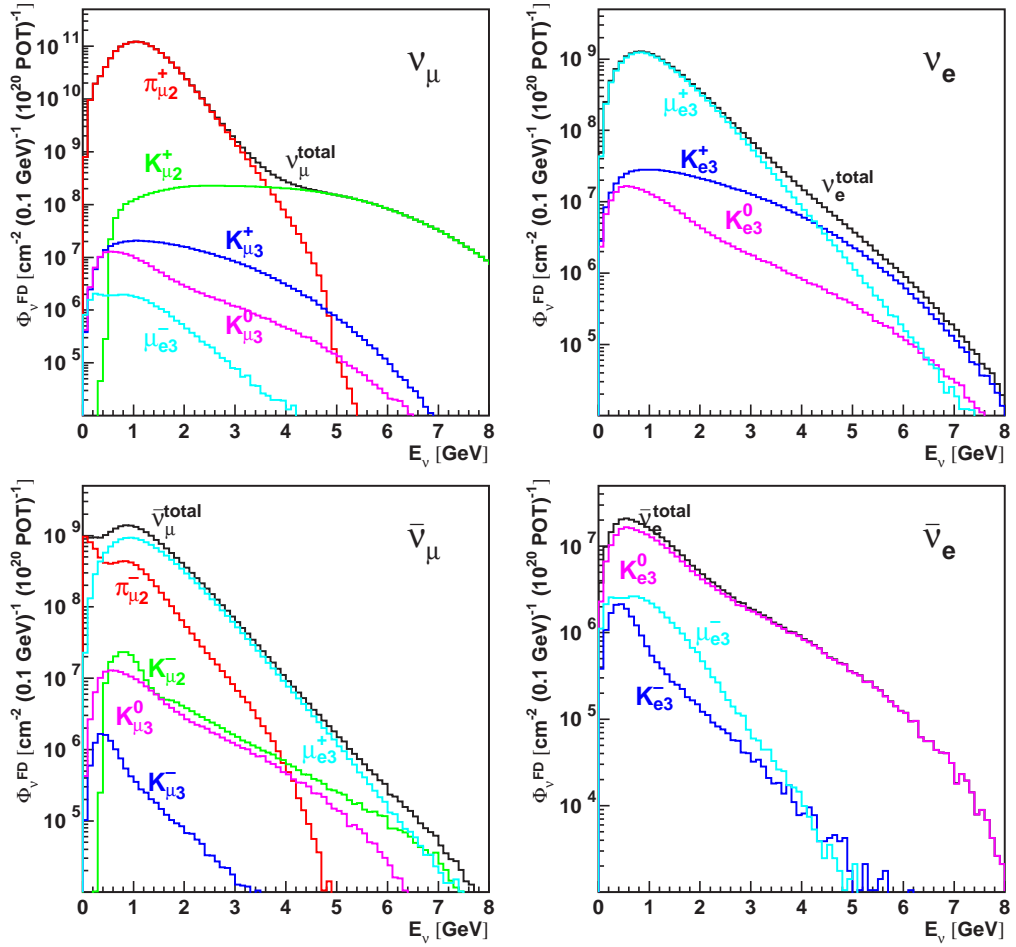 Φν^FD [cm^-2 (0.1 GeV)^-1 (10^20 POT)^-1]
10^11
10^10
10^9
10^8
10^7
10^6
10^5
νμ
π⁺μ2
K⁺μ2
νμ^total
K⁺μ3
K⁰μ3
μ⁻e3
0 1 2 3 4 5 6 7 8
Eν [GeV]
Φν^FD [cm^-2 (0.1 GeV)^-1 (10^20 POT)^-1]
10^9
10^8
10^7
10^6
10^5
νe
μ⁺e3
K⁺e3
νe^total
K⁰e3
0 1 2 3 4 5 6 7 8
Eν [GeV]
Φν^FD [cm^-2 (0.1 GeV)^-1 (10^20 POT)^-1]
10^9
10^8
10^7
10^6
10^5
ν̄μ^total
ν̄μ
π⁻μ2
K⁻μ2
K⁰μ3
μ⁺e3
K⁻μ3
0 1 2 3 4 5 6 7 8
Eν [GeV]
Φν^FD [cm^-2 (0.1 GeV)^-1 (10^20 POT)^-1]
10^7
10^6
10^5
10^4
ν̄e^total
ν̄e
K⁰e3
μ⁻e3
K⁻e3
0 1 2 3 4 5 6 7 8
Eν [GeV]